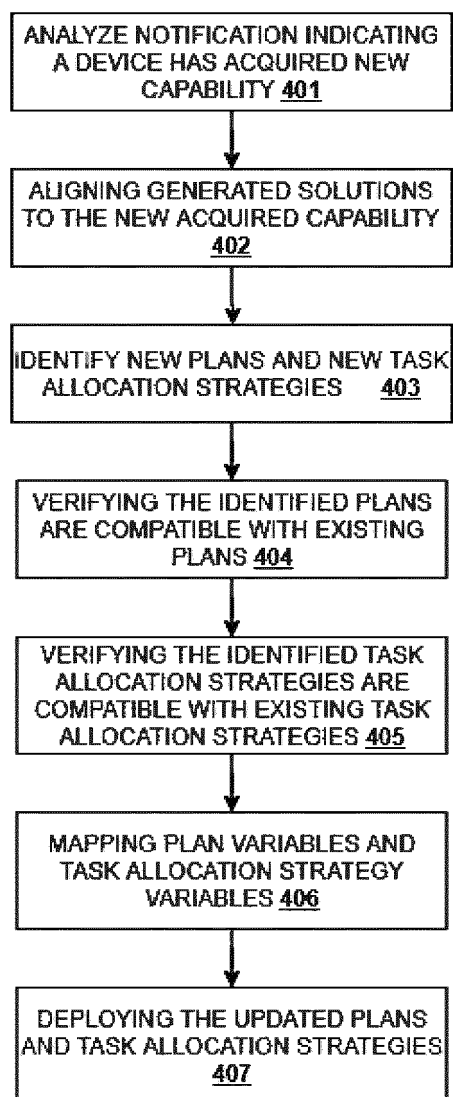 ANALYZE NOTIFICATION INDICATING
A DEVICE HAS ACQUIRED NEW
CAPABILITY 401
ALIGNING GENERATED SOLUTIONS
TO THE NEW ACQUIRED CAPABILITY
402
IDENTIFY NEW PLANS AND NEW TASK
ALLOCATION STRATEGIES 403
VERIFYING THE IDENTIFIED PLANS
ARE COMPATIBLE WITH EXISTING
PLANS 404
VERIFYING THE IDENTIFIED TASK
ALLOCATION STRATEGIES ARE
COMPATIBLE WITH EXISTING TASK
ALLOCATION STRATEGIES 405
MAPPING PLAN VARIABLES AND
TASK ALLOCATION STRATEGY
VARIABLES 406
DEPLOYING THE UPDATED PLANS
AND TASK ALLOCATION STRATEGIES
407